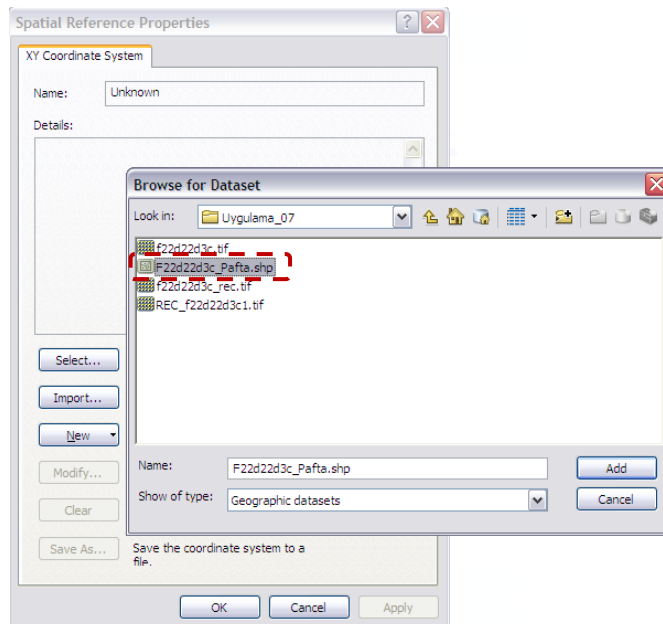 Spatial Reference Properties
XY Coordinate System
Name: Unknown
Details:
Browse for Dataset
Look in: Uygulama_07
f22d22d3c.tif
F22d22d3c_Pafta.shp
f22d22d3c_rec.tif
REC_f22d22d3c1.tif
Select...
Import...
New
Modify...
Clear
Save As...
Name: F22d22d3c_Pafta.shp
Add
Show of type: Geographic datasets
Cancel
Save the coordinate system to a
file.
OK
Cancel
Apply